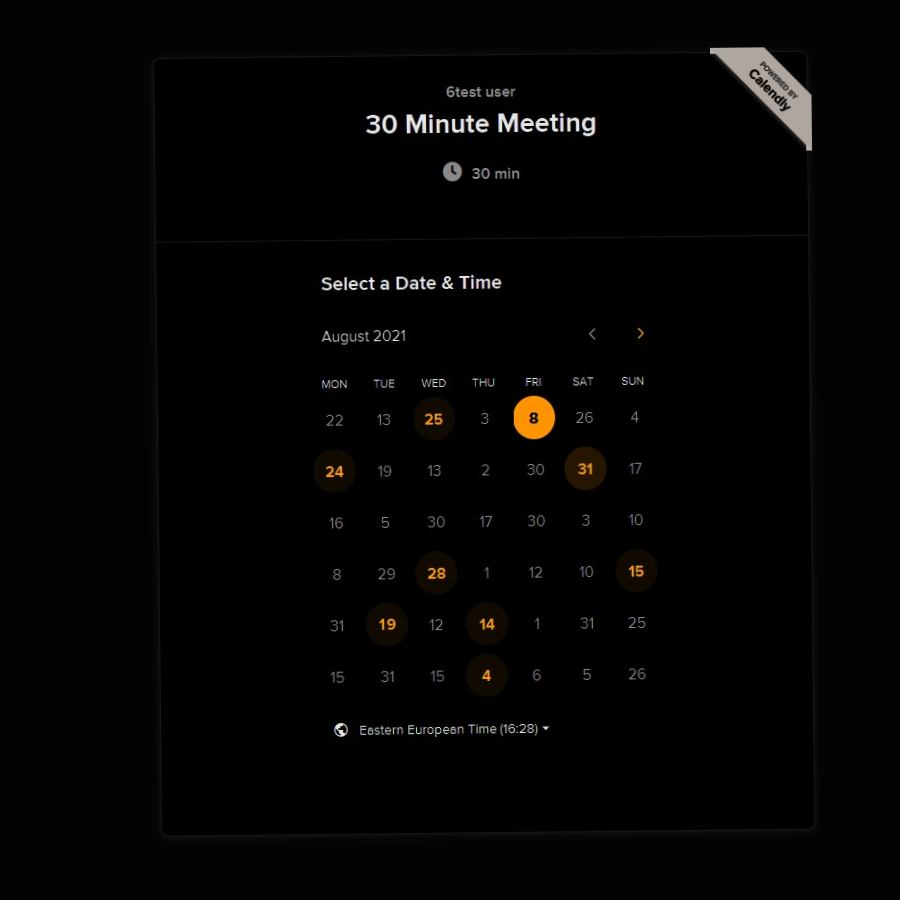 POWERED BY
Calendly
6test user
30 Minute Meeting
30 min
Select a Date & Time
August 2021
MON TUE WED THU FRI SAT SUN
22 13 25 3 8 26 4
24 19 13 2 30 31 17
16 5 30 17 30 3 10
8 29 28 1 12 10 15
31 19 12 14 1 31 25
15 31 15 4 6 5 26
Eastern European Time (16:28)